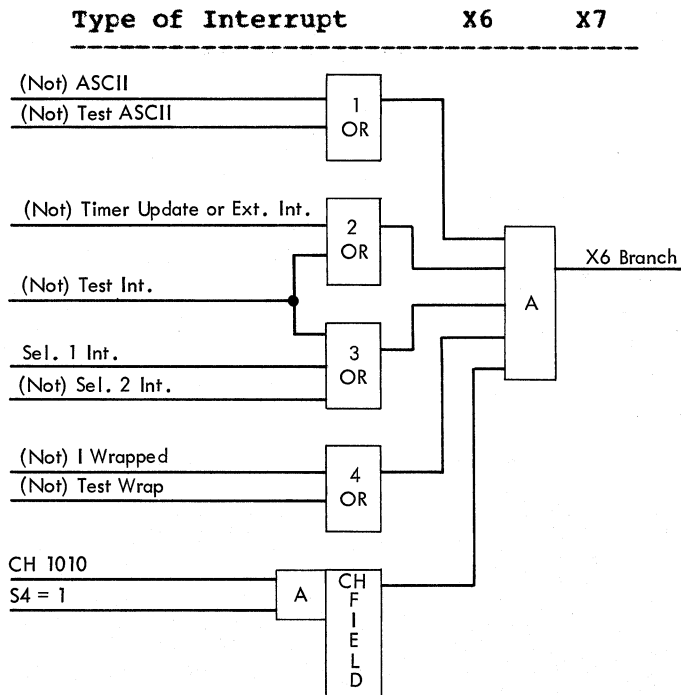 Type of Interrupt X6 X7
(Not) ASCII
(Not) Test ASCII
1
OR
(Not) Timer Update or Ext. Int.
2
OR
(Not) Test Int.
Sel. 1 Int.
(Not) Sel. 2 Int.
3
OR
(Not) I Wrapped
(Not) Test Wrap
4
OR
CH 1010
S4 = 1
A
CH
F
I
E
L
D
A
X6 Branch